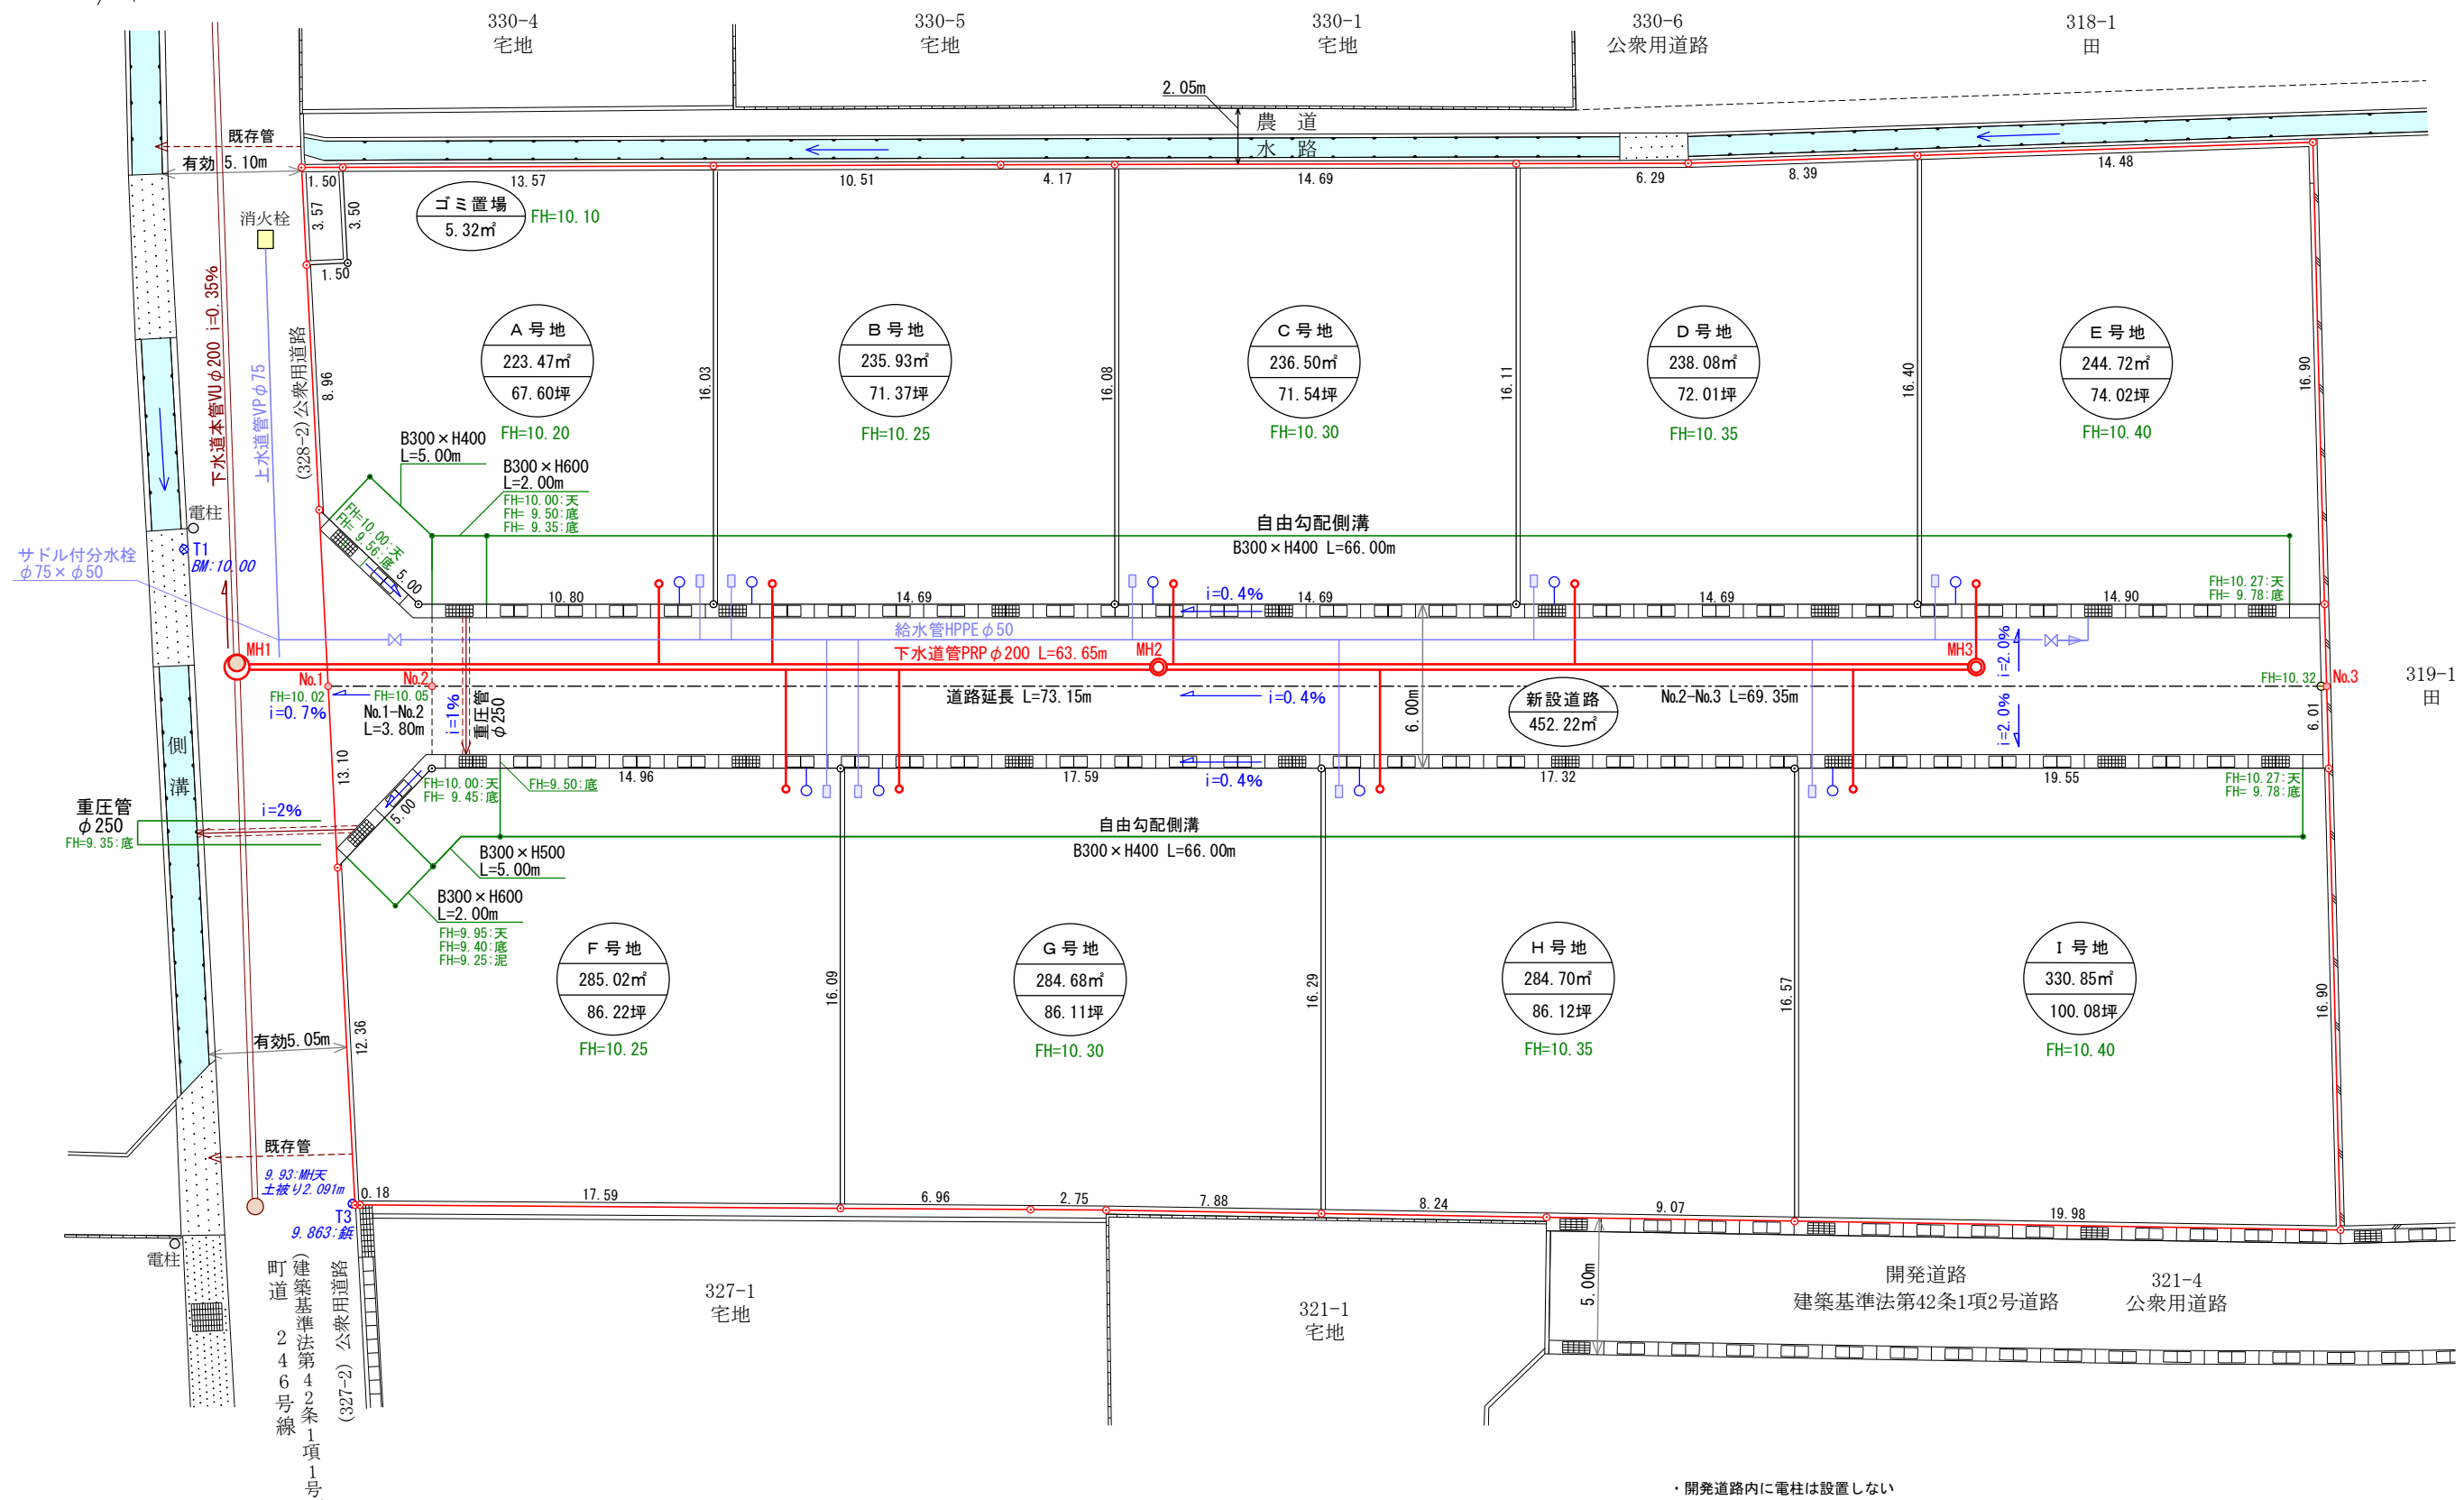 330-4
宅地
330-5
宅地
330-1
宅地
330-6
公衆用道路
318-1
田
2.05m
農 道
水 路
既存管
有効 5.10m
1.50
13.57
10.51
4.17
14.69
6.29
8.39
14.48
3.57
3.50
1.50
ゴミ置場
5.32㎡
FH=10.10
消火栓
下水道本管VUφ200 i=0.35%
上水道管VPφ75
(328-2)公衆用道路
8.96
A号地
223.47㎡
67.60坪
FH=10.20
16.03
B号地
235.93㎡
71.37坪
FH=10.25
16.08
C号地
236.50㎡
71.54坪
FH=10.30
16.11
D号地
238.08㎡
72.01坪
FH=10.35
16.40
E号地
244.72㎡
74.02坪
FH=10.40
16.90
B300×H400
L=5.00m
B300×H600
L=2.00m
FH=10.00:天
FH= 9.50:底
FH= 9.35:底
FH=10.00:天
FH= 9.56:底
5.00
自由勾配側溝
B300×H400 L=66.00m
電柱
T1
BM:10.00
サドル付分水栓
φ75×φ50
10.80
14.69
i=0.4%
14.69
14.69
14.90
FH=10.27:天
FH= 9.78:底
給水管HPPEφ50
下水道管PRPφ200 L=63.65m
MH1
MH2
MH3
i=2.0%
No.1
FH=10.02
i=0.7%
No.2
FH=10.05
No.1-No.2
L=3.80m
i=1%
重圧管
φ250
道路延長 L=73.15m
i=0.4%
6.00m
新設道路
452.22㎡
No.2-No.3 L=69.35m
i=2.0%
FH=10.32
No.3
6.01
319-1
田
側溝
13.10
重圧管
φ250
FH=9.35:底
i=2%
5.00
FH=10.00:天
FH= 9.45:底
14.96
FH=9.50:底
17.59
i=0.4%
17.32
19.55
FH=10.27:天
FH= 9.78:底
自由勾配側溝
B300×H400 L=66.00m
B300×H500
L=5.00m
B300×H600
L=2.00m
FH=9.95:天
FH=9.40:底
FH=9.25:泥
F号地
285.02㎡
86.22坪
FH=10.25
16.09
G号地
284.68㎡
86.11坪
FH=10.30
16.29
H号地
284.70㎡
86.12坪
FH=10.35
16.57
I号地
330.85㎡
100.08坪
FH=10.40
16.90
有効5.05m
12.36
既存管
9.93:MH天
土被り2.091m
T3
9.863:鋲
0.18
17.59
6.96
2.75
7.88
8.24
9.07
19.98
電柱
町道 246号線
(建築基準法第42条1項1号
(327-2) 公衆用道路
327-1
宅地
321-1
宅地
5.00m
開発道路
建築基準法第42条1項2号道路
321-4
公衆用道路
・開発道路内に電柱は設置しない